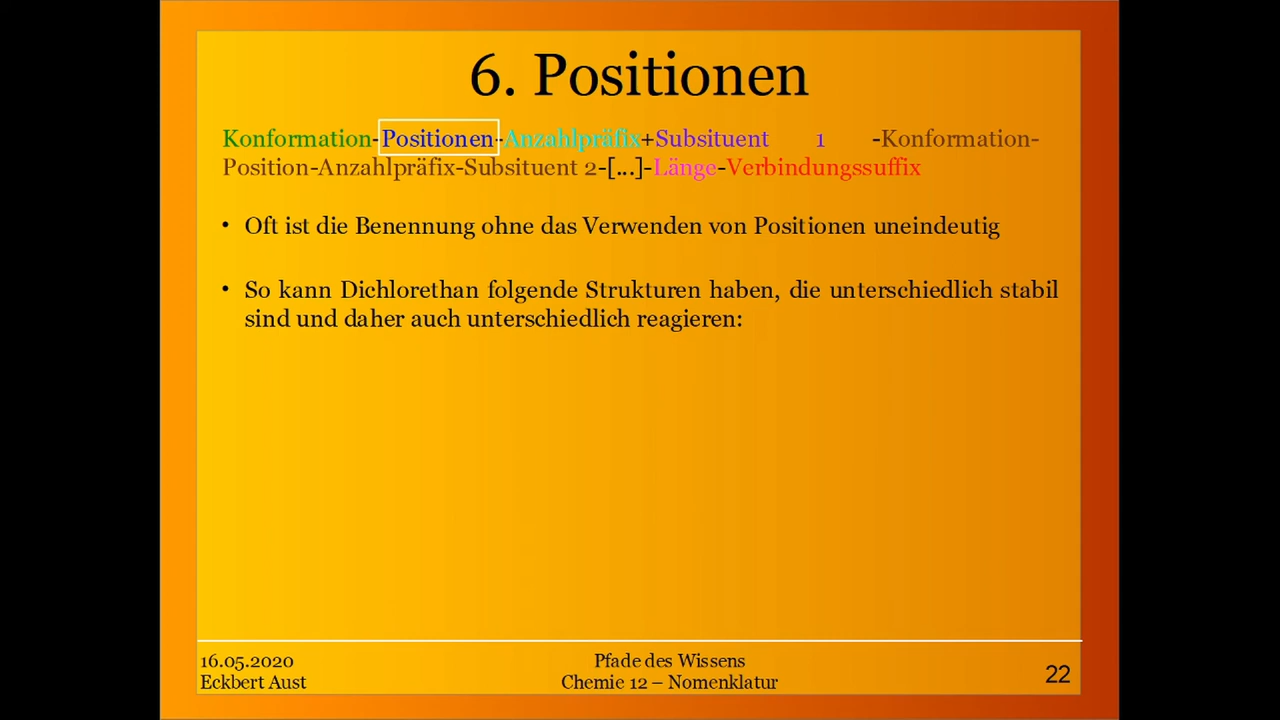 6. Positionen
Konformation-Positionen-Anzahlpräfix+Subsituent 1 -Konformation-
Position-Anzahlpräfix-Subsituent 2-[...]-Länge-Verbindungssuffix
• Oft ist die Benennung ohne das Verwenden von Positionen uneindeutig
• So kann Dichlorethan folgende Strukturen haben, die unterschiedlich stabil
sind und daher auch unterschiedlich reagieren:
16.05.2020
Eckbert Aust
Pfade des Wissens
Chemie 12 – Nomenklatur
22